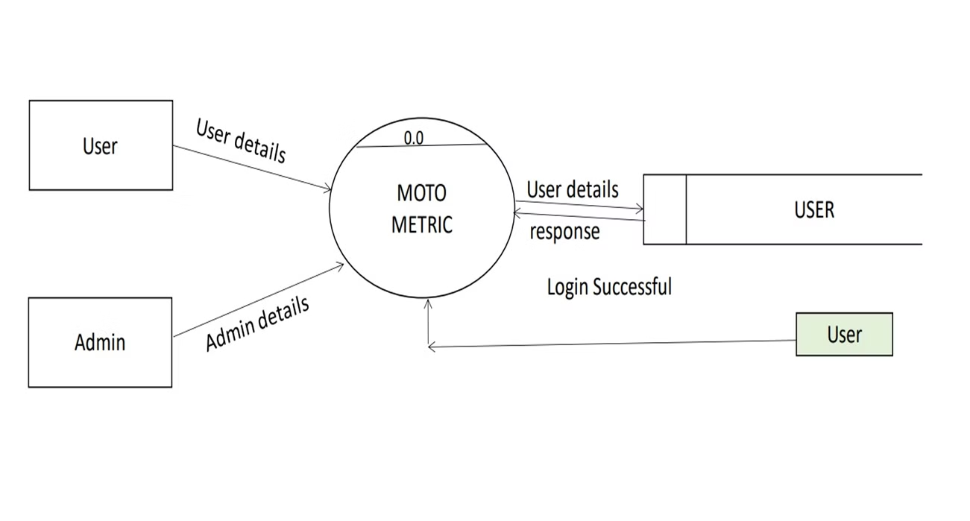 User
User details
0.0
MOTO
METRIC
User details
response
USER
Login Successful
Admin
Admin details
User